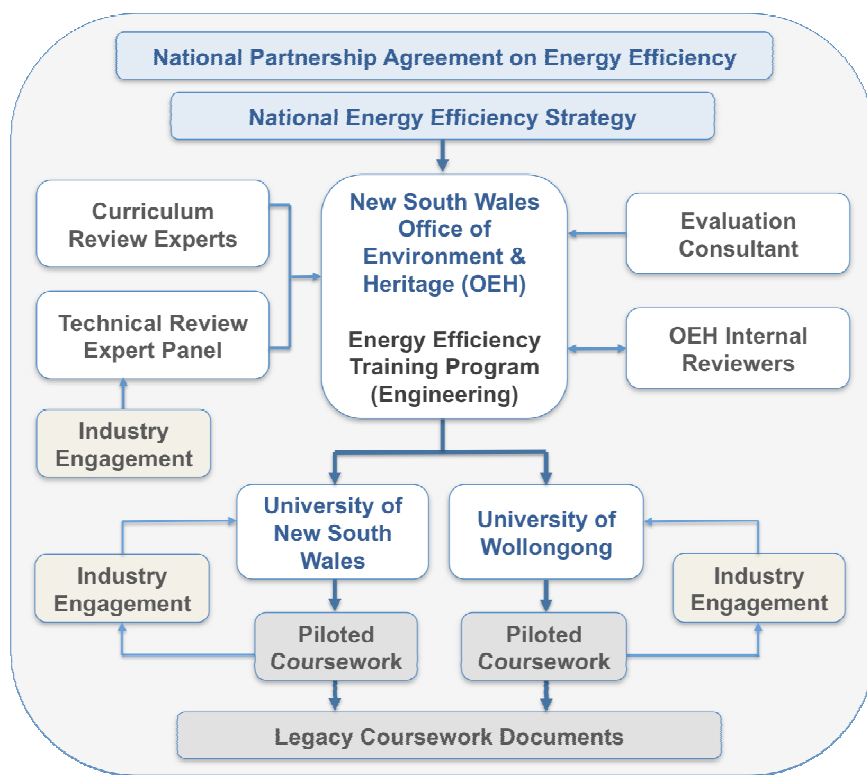 National Partnership Agreement on Energy Efficiency
National Energy Efficiency Strategy
Curriculum
Review Experts
Technical Review
Expert Panel
Industry
Engagement
New South Wales
Office of
Environment &
Heritage (OEH)
Energy Efficiency
Training Program
(Engineering)
Evaluation
Consultant
OEH Internal
Reviewers
University of
New South
Wales
University of
Wollongong
Industry
Engagement
Industry
Engagement
Piloted
Coursework
Piloted
Coursework
Legacy Coursework Documents